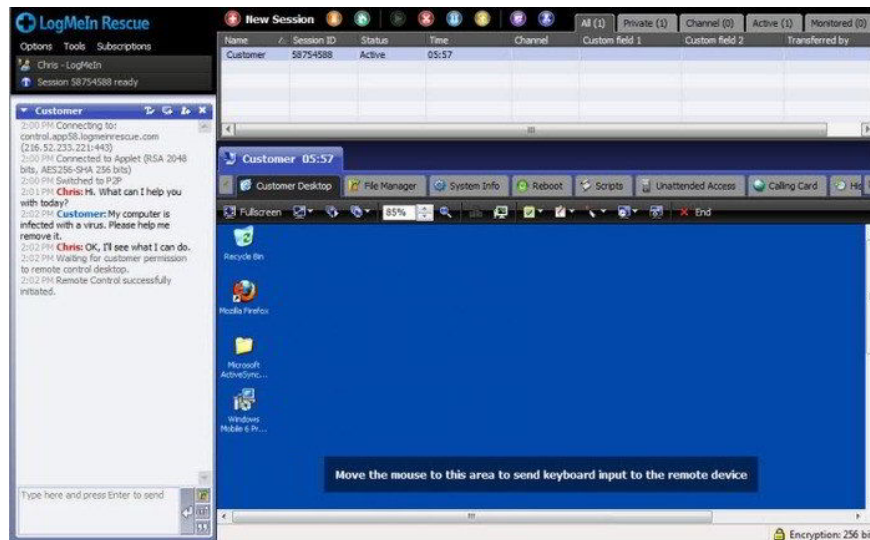 LogMeIn Rescue
Options Tools Subscriptions
Chris - LogMeIn
Session 58754588 ready
New Session
All (1) Private (1) Channel (0) Active (1) Monitored (0)
Name Session ID Status Time Channel Custom field 1 Custom field 2 Transferred by
Customer 58754588 Active 05:57
Customer
2:00 PM Connecting to:
control.app58.logmeinrescue.com
(216.52.233.221:443)
2:00 PM Connected to Applet (RSA 2048
bits, AES256-SHA 256 bits)
2:00 PM Switched to P2P
2:01 PM Chris: Hi. What can I help you
with today?
2:02 PM Customer: My computer is
infected with a virus. Please help me
remove it.
2:02 PM Chris: OK, I'll see what I can do.
2:02 PM Waiting for customer permission
to remote control desktop.
2:02 PM Remote Control successfully
initiated.
Type here and press Enter to send
Customer 05:57
Customer Desktop File Manager System Info Reboot Scripts Unattended Access Calling Card
Fullscreen 85% End
Recycle Bin
Mozilla Firefox
Microsoft
ActiveSync...
Windows
Mobile 6 Pr...
Move the mouse to this area to send keyboard input to the remote device
Encryption: 256 bi